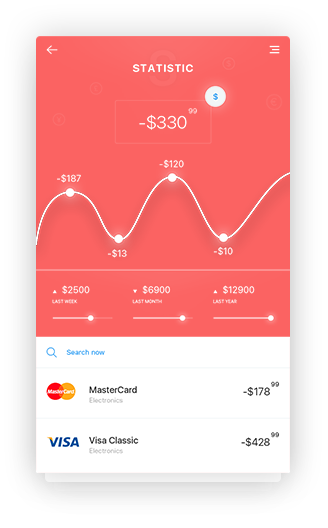 STATISTIC
$
-$330 99
-$120
-$187
-$13
-$10
$2500
LAST WEEK
$6900
LAST MONTH
$12900
LAST YEAR
Search now
MasterCard
MasterCard
-$178 99
Electronics
VISA
Visa Classic
-$428 99
Electronics